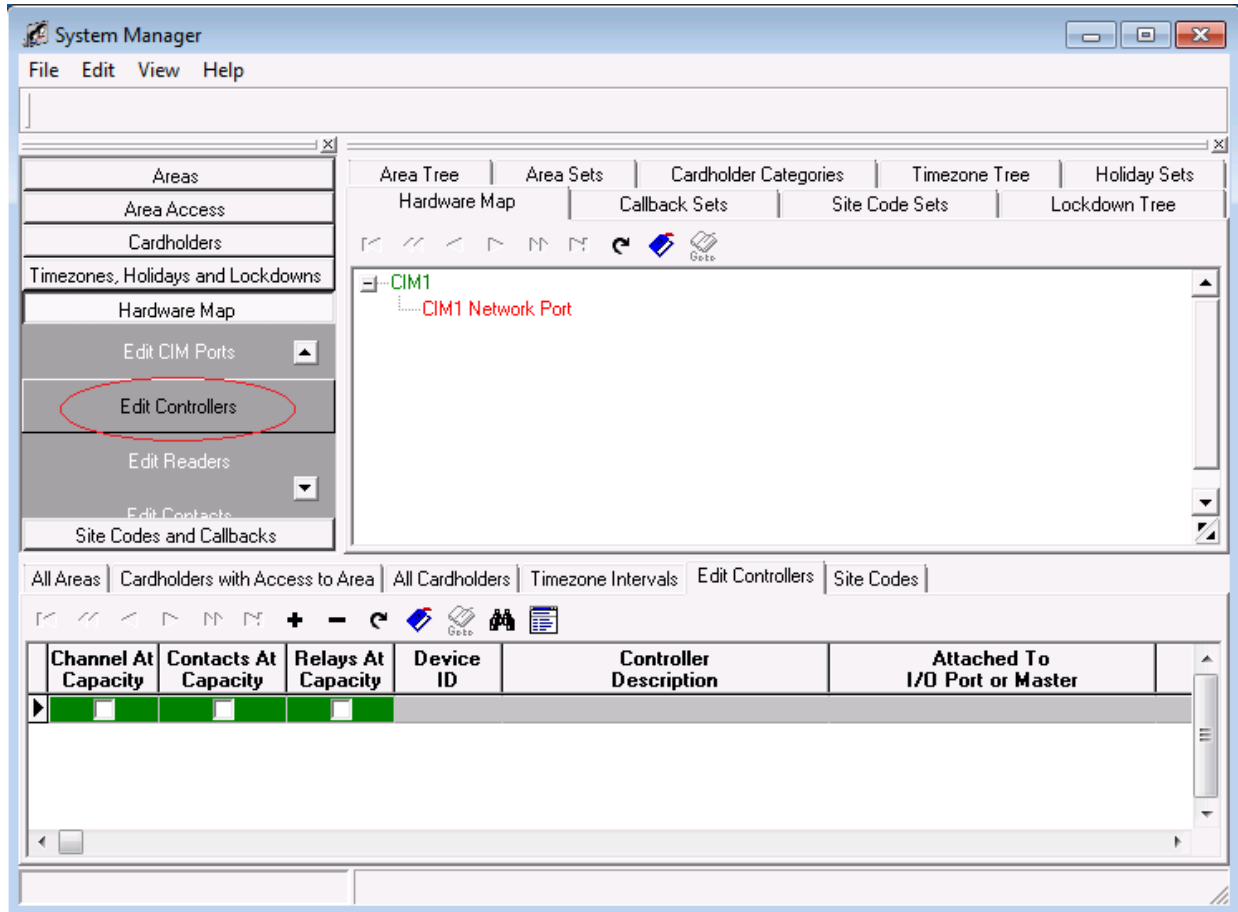 System Manager
File Edit View Help
Areas
Area Access
Cardholders
Timezones, Holidays and Lockdowns
Hardware Map
Edit CIM Ports
Edit Controllers
Edit Readers
Edit Contacts
Site Codes and Callbacks
Area Tree Area Sets Cardholder Categories Timezone Tree Holiday Sets
Hardware Map Callback Sets Site Code Sets Lockdown Tree
Goto
CIM1
CIM1 Network Port
All Areas Cardholders with Access to Area All Cardholders Timezone Intervals Edit Controllers Site Codes
Goto
Channel At Contacts At Relays At Device Controller Attached To
Capacity Capacity Capacity ID Description I/O Port or Master